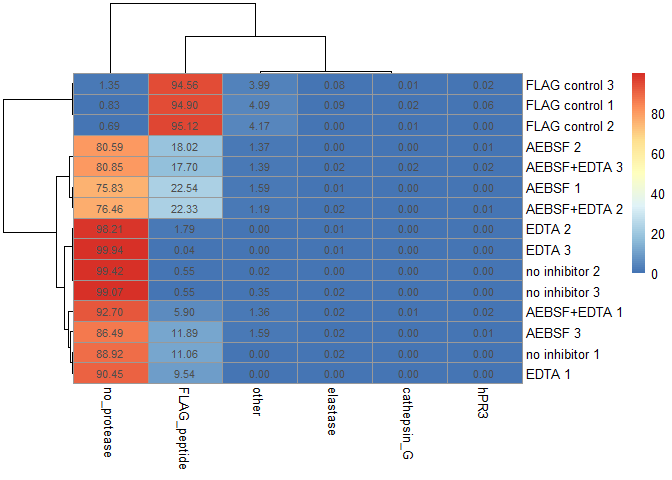 1.35 94.56 3.99 0.08 0.01 0.02 FLAG control 3
0.83 94.90 4.09 0.09 0.02 0.06 FLAG control 1
0.69 95.12 4.17 0.00 0.01 0.00 FLAG control 2
80.59 18.02 1.37 0.01 0.00 0.01 AEBSF 2
80.85 17.70 1.39 0.02 0.02 0.02 AEBSF+EDTA 3
75.83 22.54 1.59 0.01 0.00 0.00 AEBSF 1
76.46 22.33 1.19 0.02 0.00 0.01 AEBSF+EDTA 2
98.21 1.79 0.00 0.01 0.00 0.00 EDTA 2
99.94 0.04 0.00 0.01 0.00 0.00 EDTA 3
99.42 0.55 0.02 0.02 0.00 0.00 no inhibitor 2
99.07 0.55 0.35 0.02 0.00 0.00 no inhibitor 3
92.70 5.90 1.36 0.02 0.01 0.02 AEBSF+EDTA 1
86.49 11.89 1.59 0.02 0.00 0.01 AEBSF 3
88.92 11.06 0.00 0.02 0.00 0.00 no inhibitor 1
90.45 9.54 0.00 0.00 0.00 0.00 EDTA 1
no_protease FLAG_peptide other elastase cathepsin_G hPR3
80
60
40
20
0